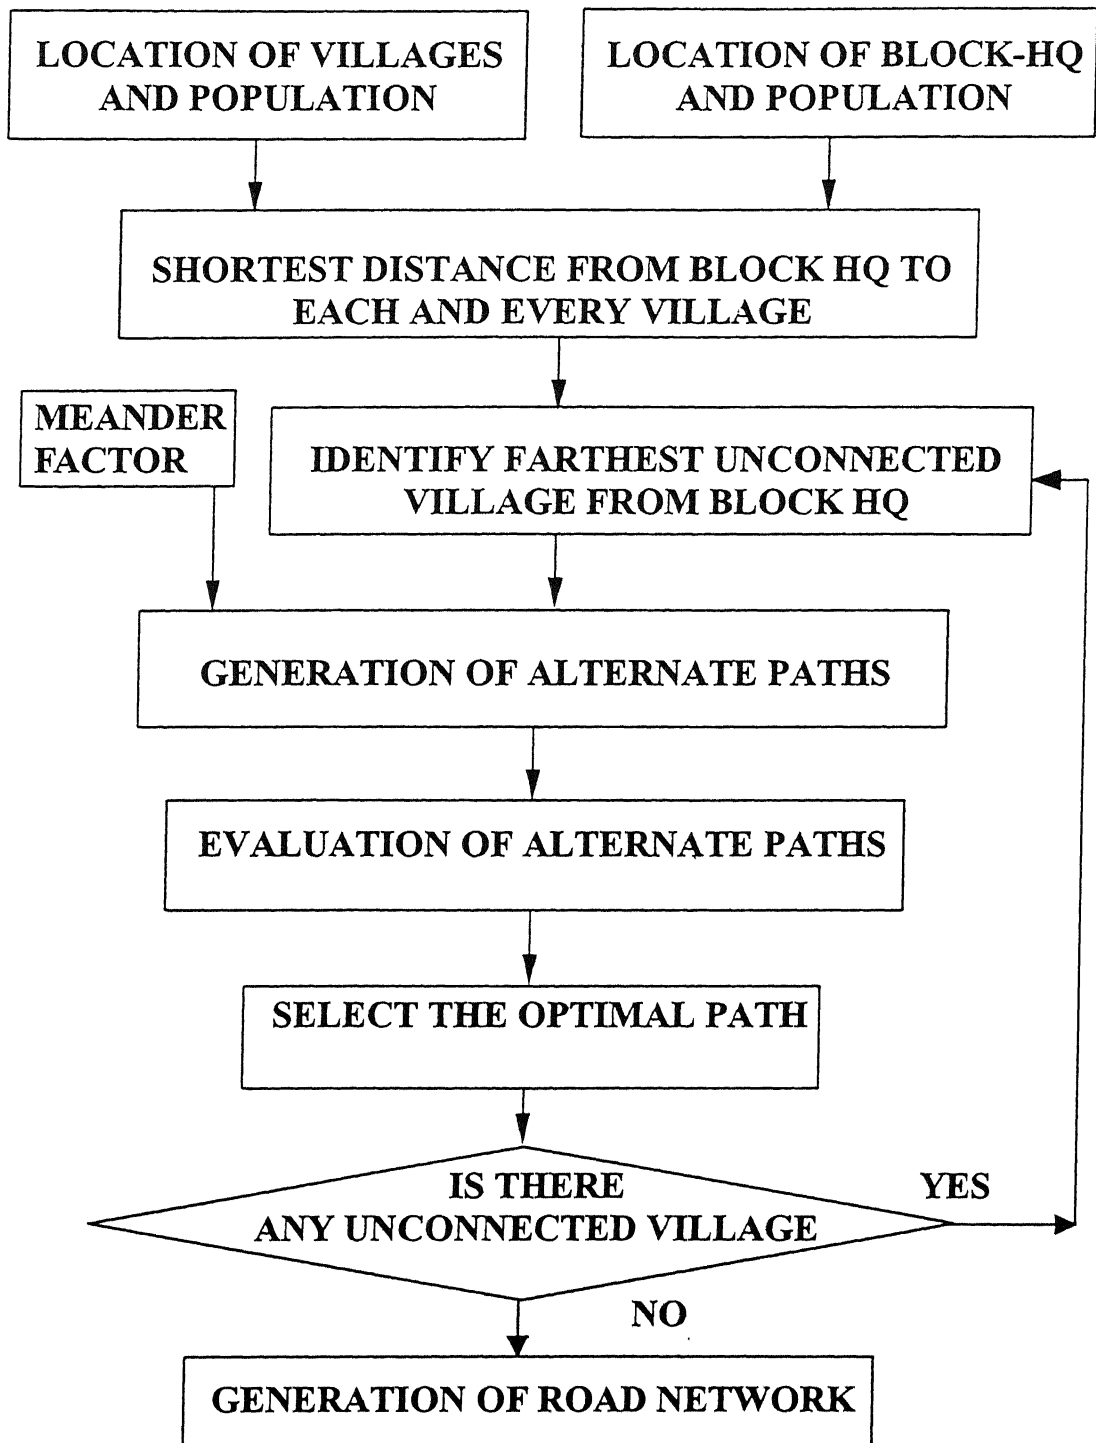 LOCATION OF VILLAGES
AND POPULATION
LOCATION OF BLOCK-HQ
AND POPULATION
SHORTEST DISTANCE FROM BLOCK HQ TO
EACH AND EVERY VILLAGE
MEANDER
FACTOR
IDENTIFY FARTHEST UNCONNECTED
VILLAGE FROM BLOCK HQ
GENERATION OF ALTERNATE PATHS
EVALUATION OF ALTERNATE PATHS
SELECT THE OPTIMAL PATH
IS THERE
ANY UNCONNECTED VILLAGE
YES
NO
GENERATION OF ROAD NETWORK